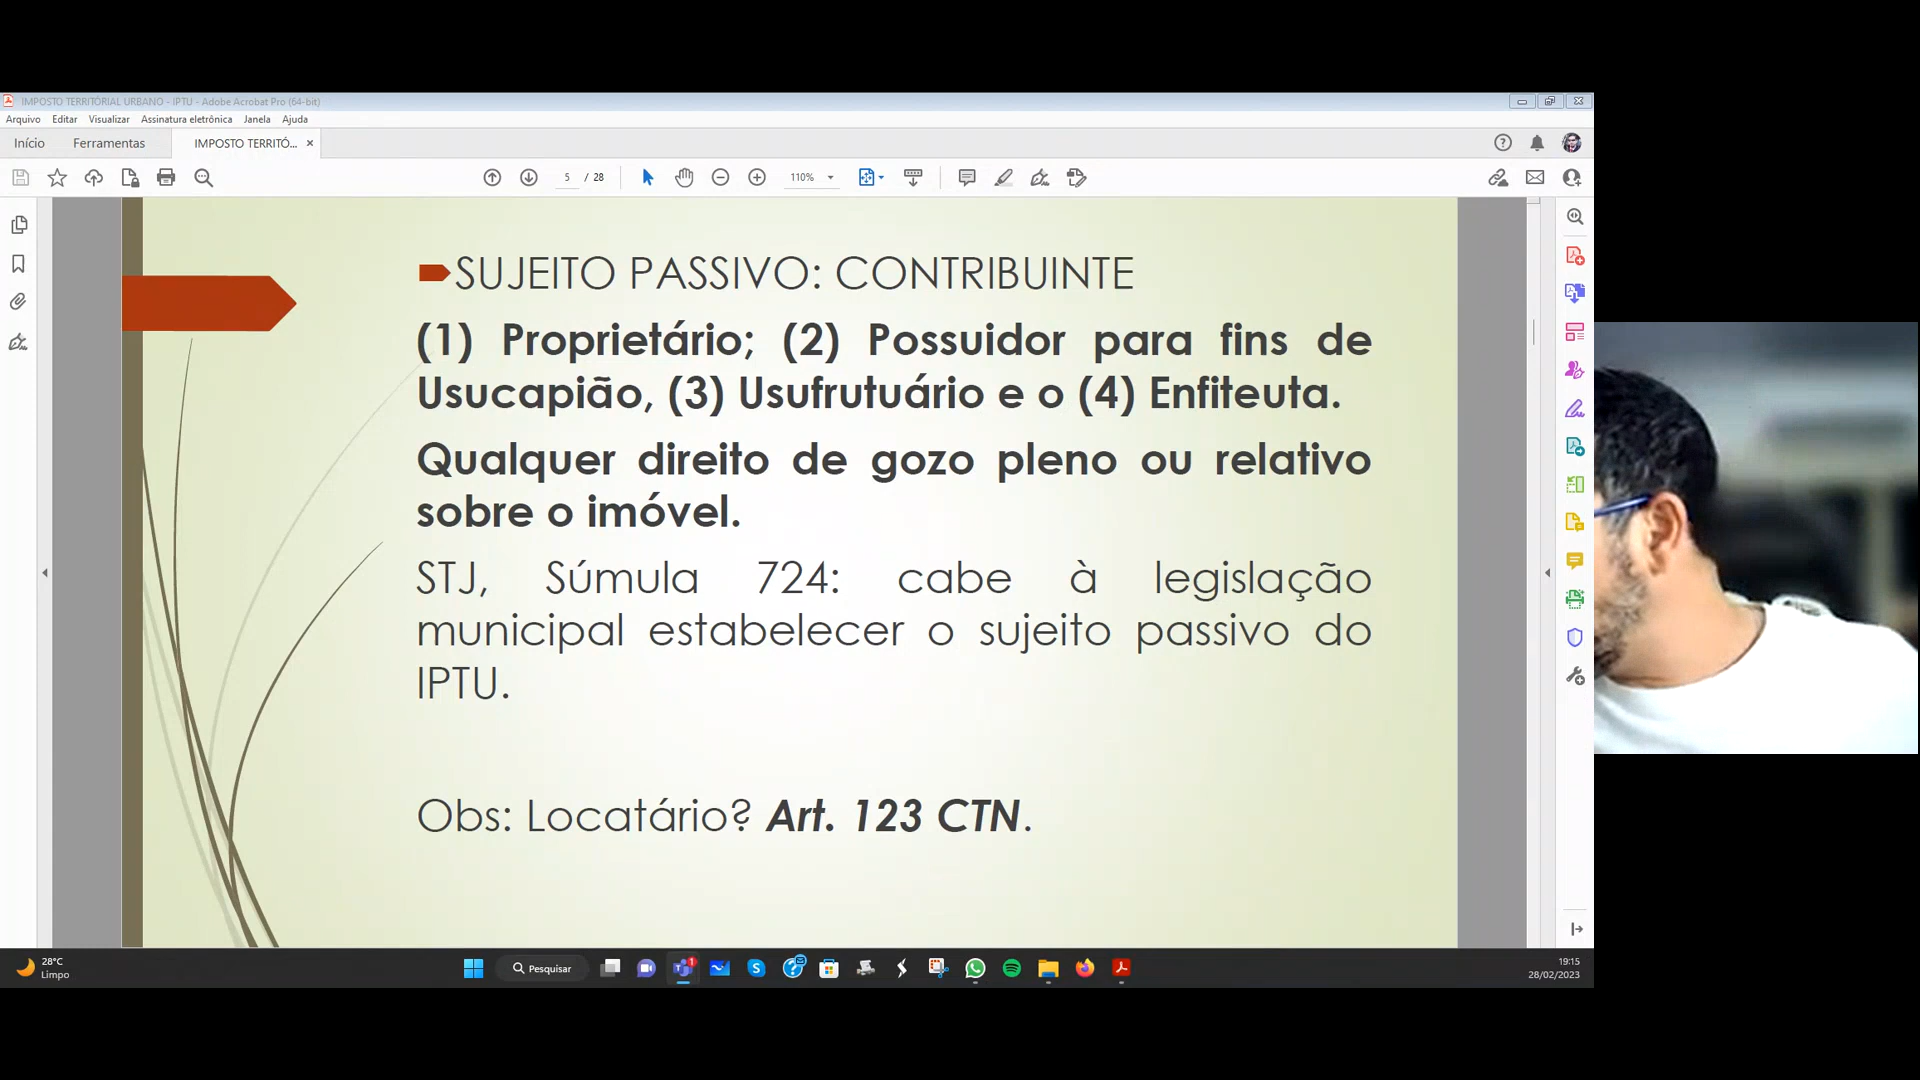 IMPOSTO TERRITÓRIAL URBANO - IPTU - Adobe Acrobat Pro (64-bit)
Arquivo Editar Visualizar Assinatura eletrônica Janela Ajuda
Início Ferramentas IMPOSTO TERRITÓ... ×
5 / 28 110%
SUJEITO PASSIVO: CONTRIBUINTE
(1) Proprietário; (2) Possuidor para fins de
Usucapião, (3) Usufrutuário e o (4) Enfiteuta.
Qualquer direito de gozo pleno ou relativo
sobre o imóvel.
STJ, Súmula 724: cabe à legislação
municipal estabelecer o sujeito passivo do
IPTU.
Obs: Locatário? Art. 123 CTN.
28°C
Limpo
Pesquisar
1
19:15
28/02/2023